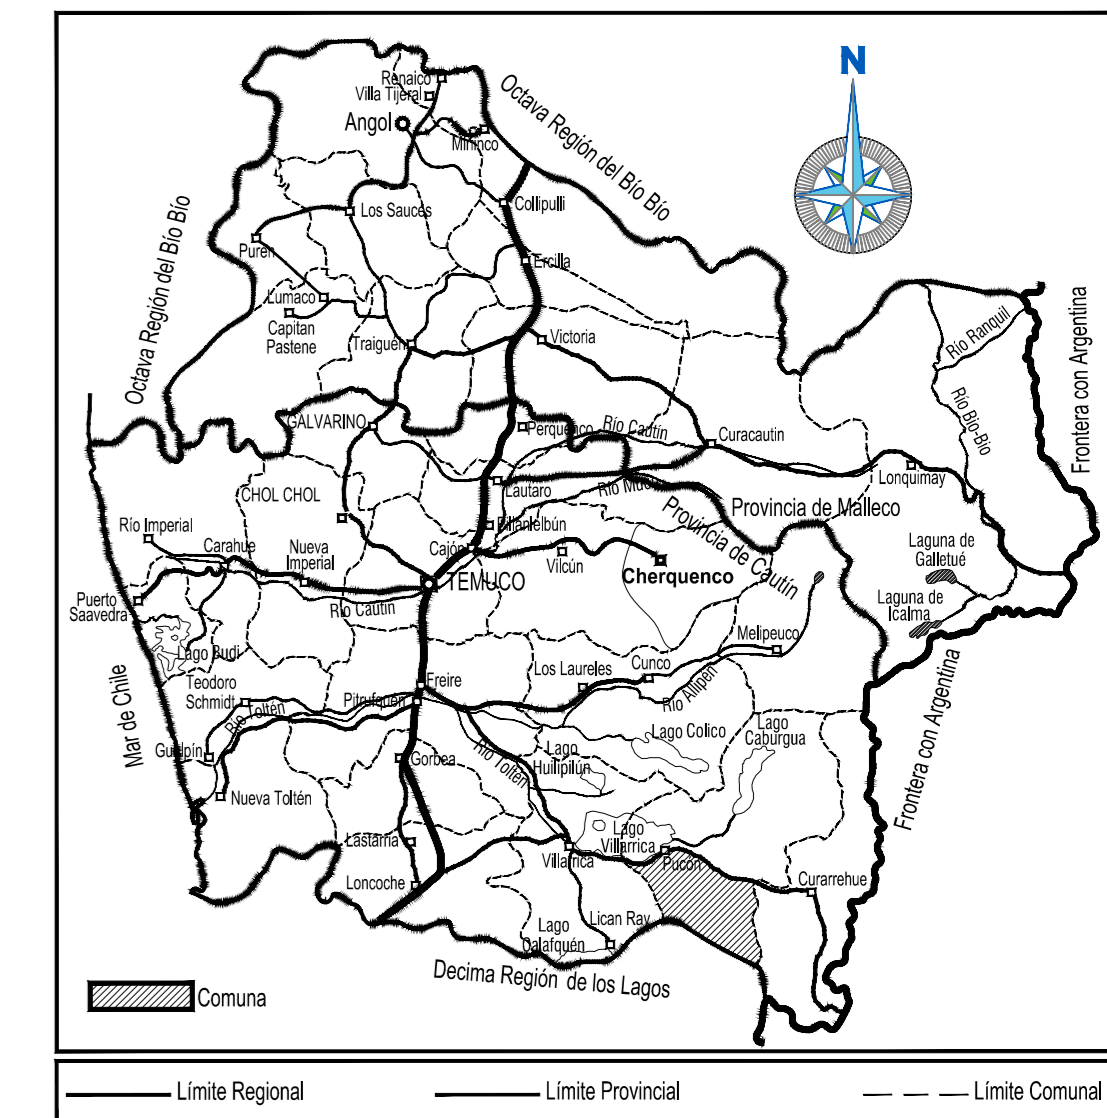 N
Renaico
Villa Tijeral
Angol
Mininco
Octava Región del Bío Bío
Octava Región del Bío Bío
Los Sauces
Collipulli
Purén
Ercilla
Lumaco
Capitan
Pastene
Traiguén
Victoria
Río Ranquil
Frontera con Argentina
Río Bío-Bío
GALVARINO
Perquenco
Río Cautín
Curacautin
Lonquimay
CHOL CHOL
Lautaro
Provincia de Malleco
Provincia de Cautín
Río Imperial
Carahue
Nueva
Imperial
Pillanlelbún
Cajón
Vilcún
Cherquenco
Laguna de
Galletué
Laguna de
Icalma
TEMUCO
Río Cautín
Puerto
Saavedra
Lago Budi
Melipeuco
Cunco
Los Laureles
Río Allipén
Mar de Chile
Teodoro
Schmidt
Río Toltén
Freire
Pitrufquén
Lago Colico
Lago
Caburgua
Frontera con Argentina
Gorbea
Río Toltén
Lago
Huilipilún
Nueva Toltén
Lastarria
Lago
Villarrica
Villarrica
Pucón
Loncoche
Curarrehue
Lican Ray
Lago
Calafquén
Decima Región de los Lagos
Comuna
Límite Regional
Límite Provincial
Límite Comunal